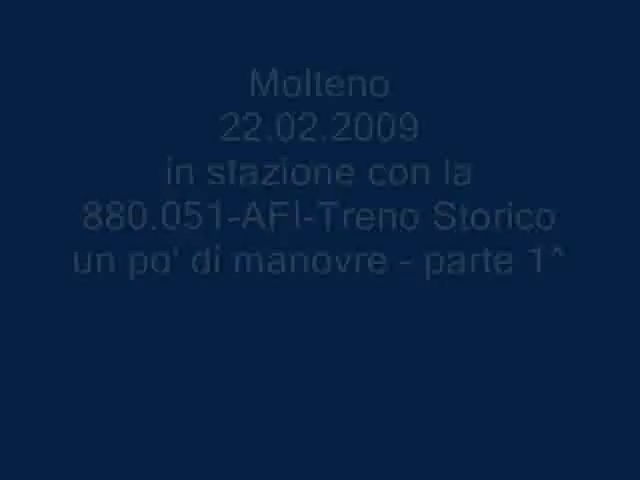 Molteno
22.02.2009
in stazione con la
880.051-AFI-Treno Storico
un po' di manovre - parte 1^